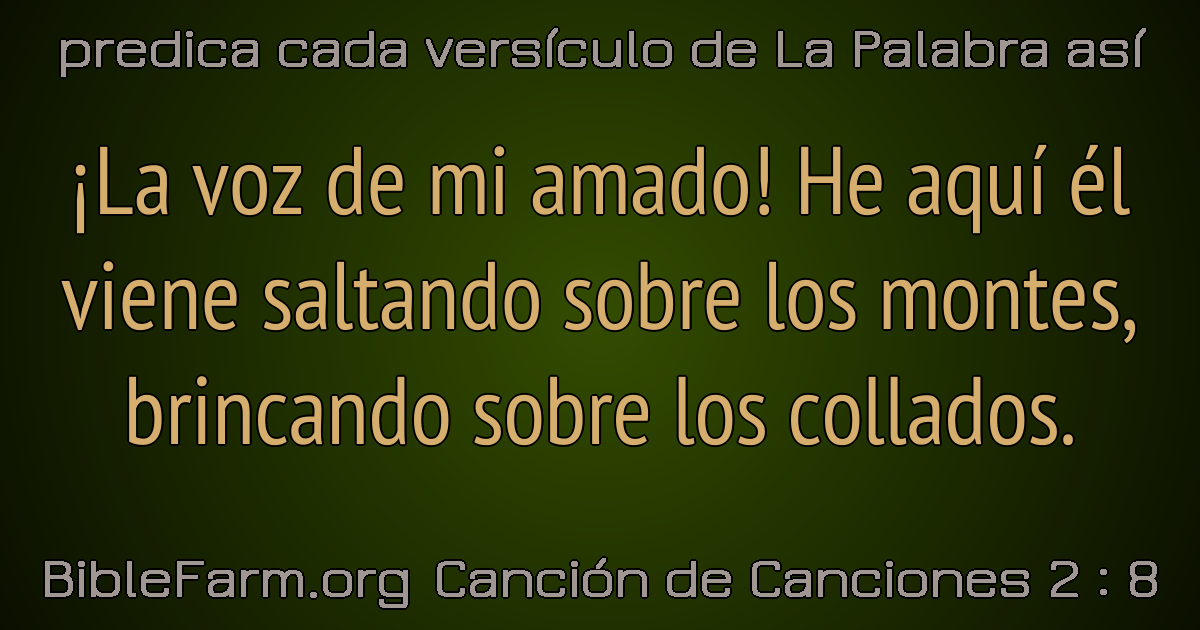 predica cada versículo de La Palabra así
¡La voz de mi amado! He aquí él
viene saltando sobre los montes,
brincando sobre los collados.
BibleFarm.org Canción de Canciones 2 : 8